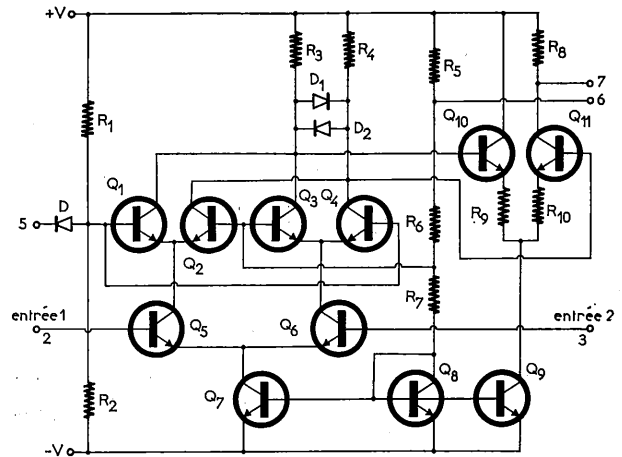 +V
R3
R4
R5
R8
D1
7
6
R1
D2
Q10
Q11
Q1
Q3
Q4
D
5
R6
R9
R10
Q2
R7
entrée 1
2
Q5
Q6
entrée 2
3
Q7
Q8
Q9
R2
-V